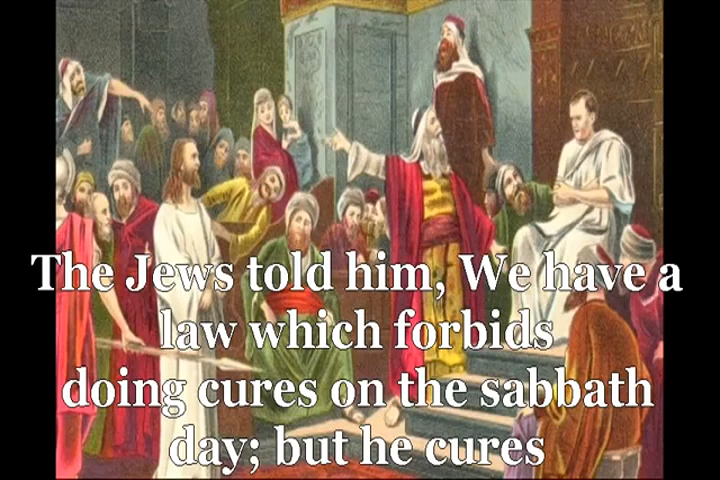 The Jews told him, We have a
law which forbids
doing cures on the sabbath
day; but he cures